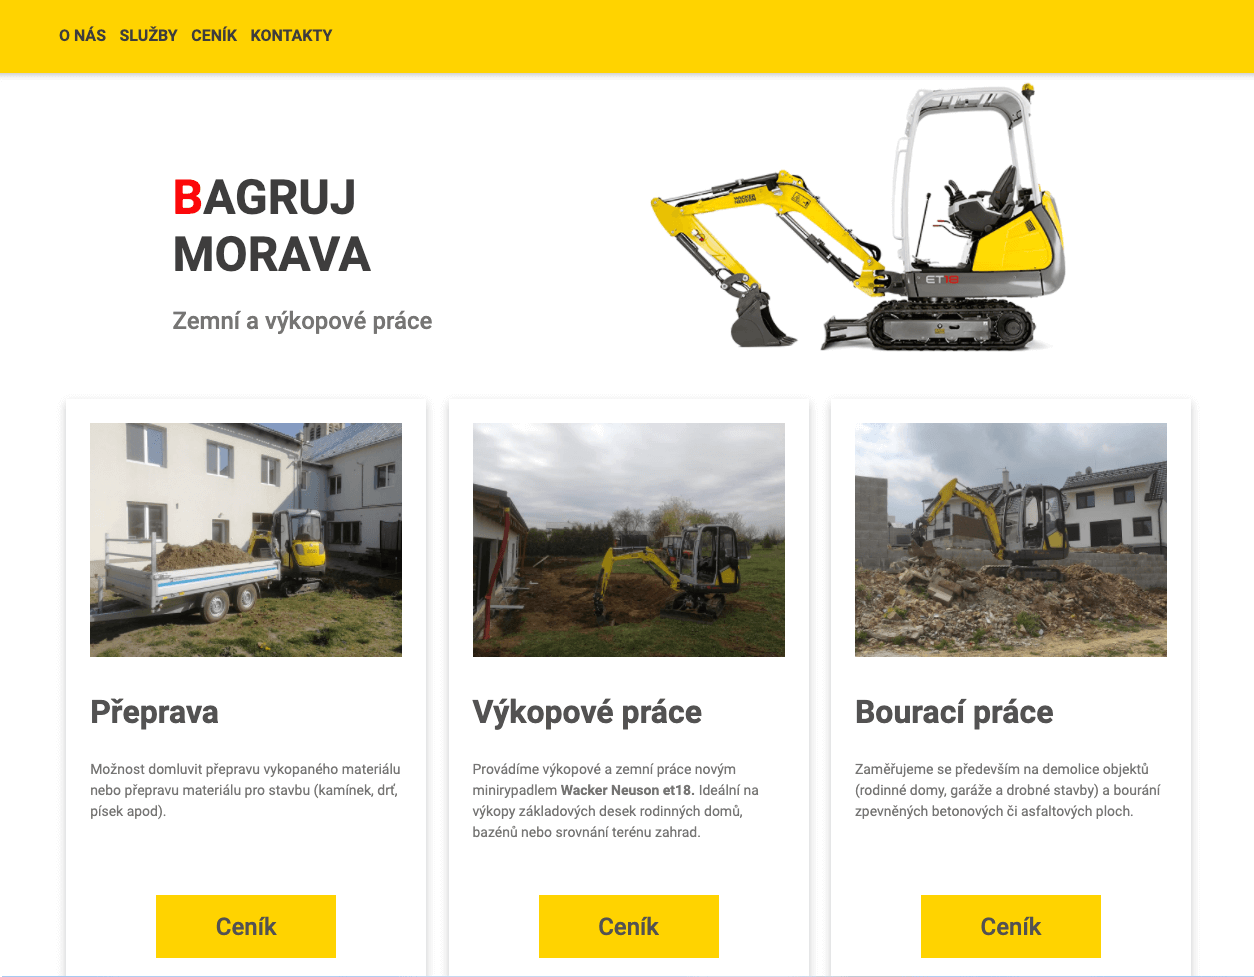 O NÁS SLUŽBY CENÍK KONTAKTY
BAGRUJ
MORAVA
Zemní a výkopové práce
WACKER
NEUSON
ET18
Přeprava
Možnost domluvit přepravu vykopaného materiálu
nebo přepravu materiálu pro stavbu (kamínek, drť,
písek apod).
Ceník
Výkopové práce
Provádíme výkopové a zemní práce novým
minirypadlem Wacker Neuson et18. Ideální na
výkopy základových desek rodinných domů,
bazénů nebo srovnání terénu zahrad.
Ceník
Bourací práce
Zaměřujeme se především na demolice objektů
(rodinné domy, garáže a drobné stavby) a bourání
zpevněných betonových či asfaltových ploch.
Ceník